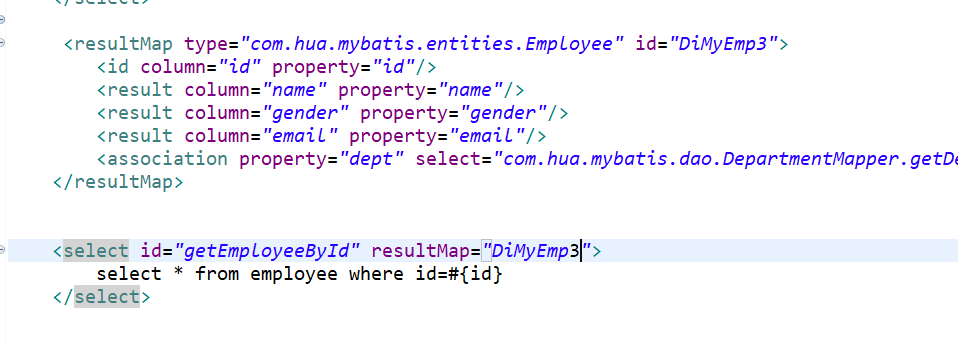 </select>
<resultMap type="com.hua.mybatis.entities.Employee" id="DiMyEmp3">
<id column="id" property="id"/>
<result column="name" property="name"/>
<result column="gender" property="gender"/>
<result column="email" property="email"/>
<association property="dept" select="com.hua.mybatis.dao.DepartmentMapper.getDe
</resultMap>
<select id="getEmployeeById" resultMap="DiMyEmp3">
select * from employee where id=#{id}
</select>